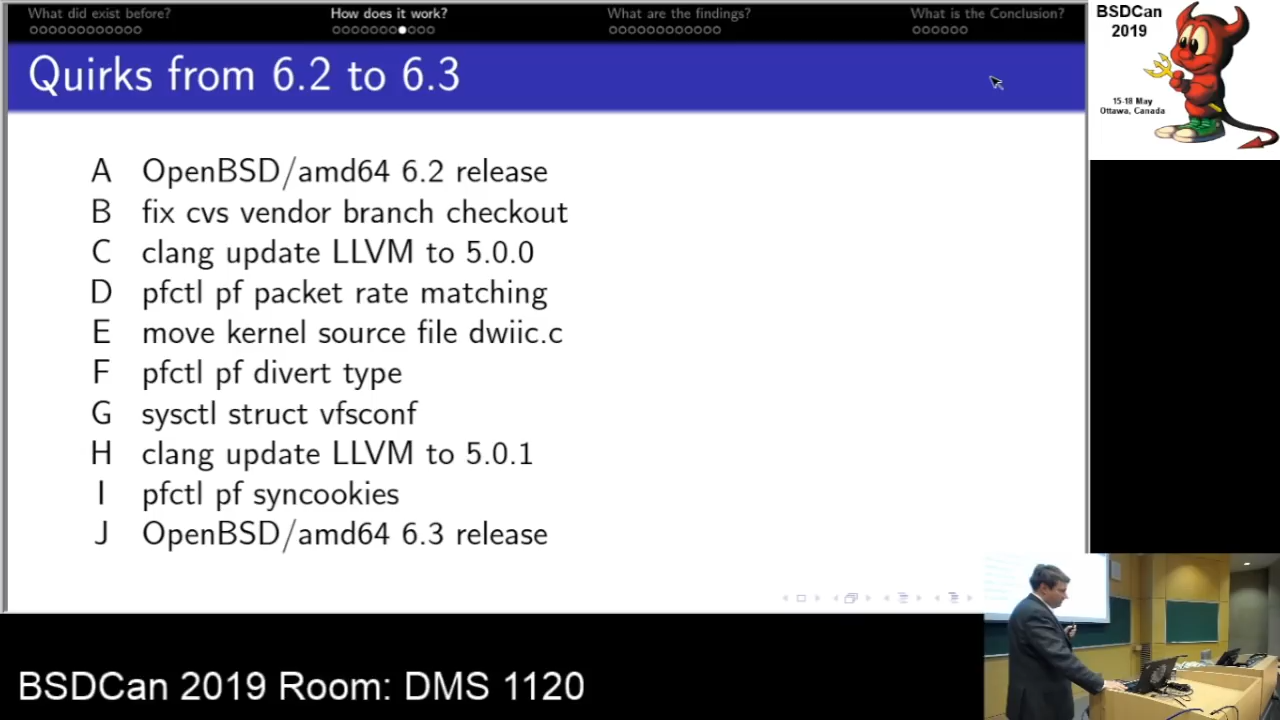 What did exist before?
How does it work?
What are the findings?
What is the Conclusion?
Quirks from 6.2 to 6.3
A OpenBSD/amd64 6.2 release
B fix cvs vendor branch checkout
C clang update LLVM to 5.0.0
D pfctl pf packet rate matching
E move kernel source file dwiic.c
F pfctl pf divert type
G sysctl struct vfsconf
H clang update LLVM to 5.0.1
I pfctl pf syncookies
J OpenBSD/amd64 6.3 release
BSDCan
2019
15-18 May
Ottawa, Canada
BSDCan 2019 Room: DMS 1120